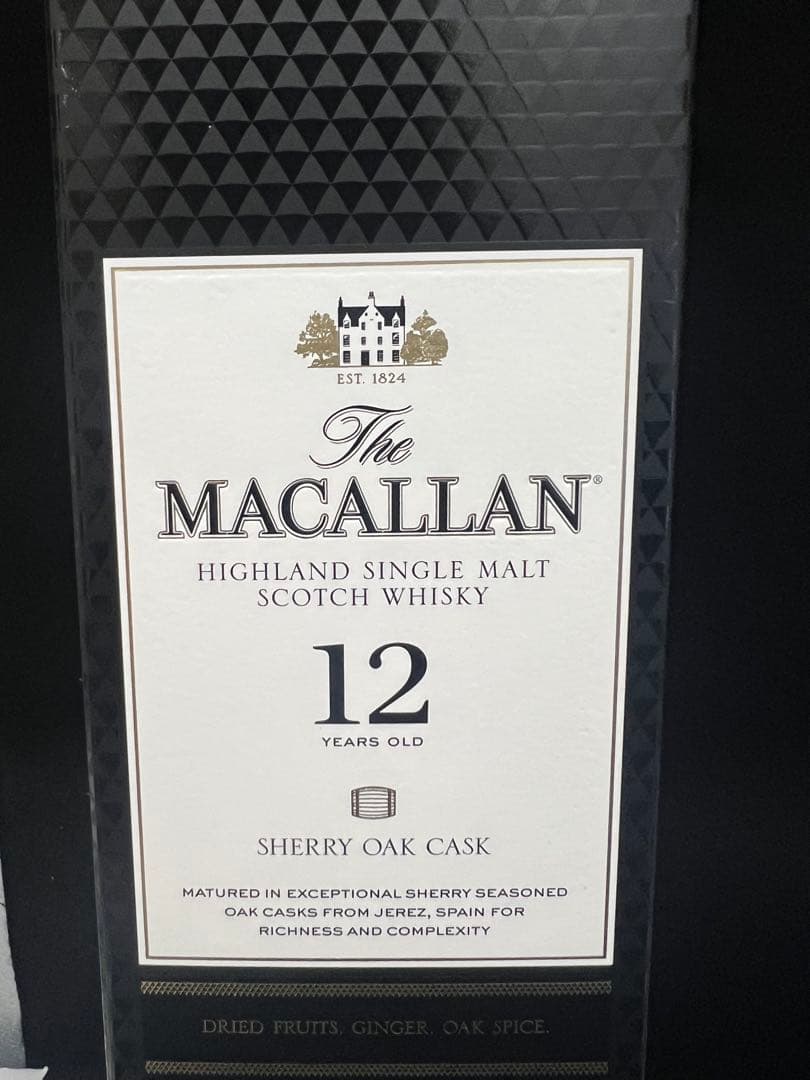 EST. 1824
The
MACALLAN®
HIGHLAND SINGLE MALT
SCOTCH WHISKY
12
YEARS OLD
SHERRY OAK CASK
MATURED IN EXCEPTIONAL SHERRY SEASONED
OAK CASKS FROM JEREZ, SPAIN FOR
RICHNESS AND COMPLEXITY
DRIED FRUITS. GINGER. OAK SPICE.